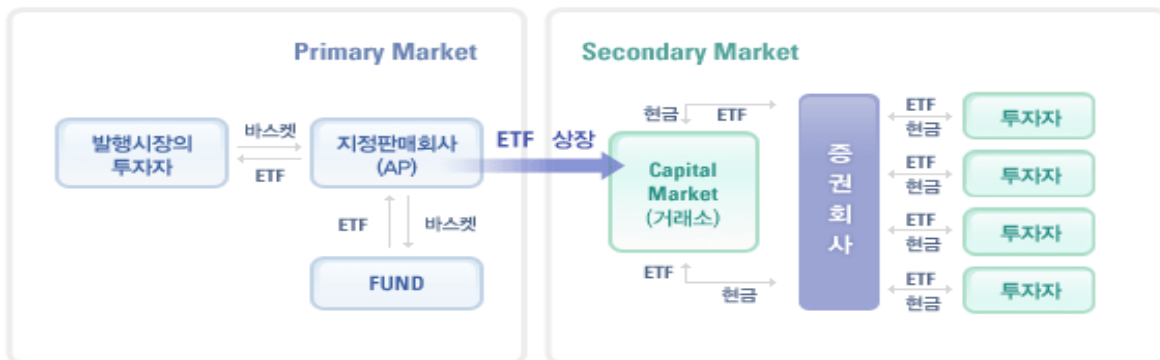 Primary Market
발행시장의
투자자
바스켓
ETF
지정판매회사
(AP)
ETF
바스켓
FUND
ETF 상장
Secondary Market
현금
ETF
Capital
Market
(거래소)
ETF
현금
증
권
회
사
ETF
현금
투자자
ETF
현금
투자자
ETF
현금
투자자
ETF
현금
투자자